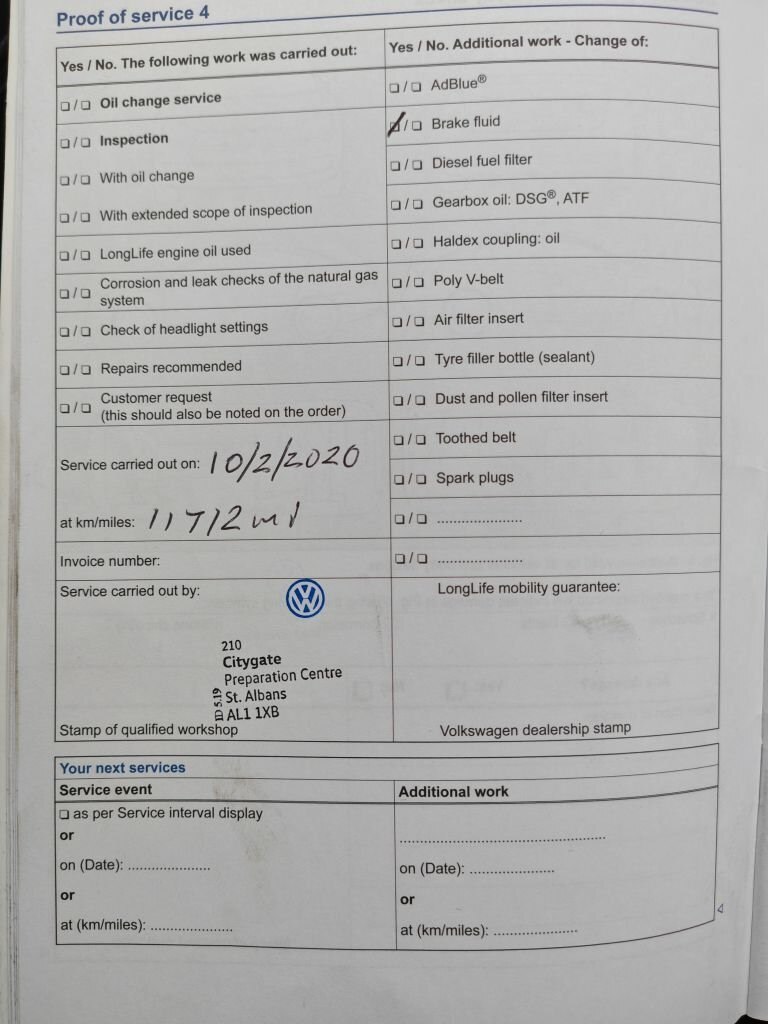 Proof of service 4
Yes / No. The following work was carried out:
❏ / ❏ Oil change service
❏ / ❏ Inspection
❏ / ❏ With oil change
❏ / ❏ With extended scope of inspection
❏ / ❏ LongLife engine oil used
❏ / ❏ Corrosion and leak checks of the natural gas
system
❏ / ❏ Check of headlight settings
❏ / ❏ Repairs recommended
❏ / ❏ Customer request
(this should also be noted on the order)
Service carried out on: 10/2/2020
at km/miles: 11712 ml
Invoice number:
Yes / No. Additional work - Change of:
❏ / ❏ AdBlue®
❏ / ❏ Brake fluid
❏ / ❏ Diesel fuel filter
❏ / ❏ Gearbox oil: DSG®, ATF
❏ / ❏ Haldex coupling: oil
❏ / ❏ Poly V-belt
❏ / ❏ Air filter insert
❏ / ❏ Tyre filler bottle (sealant)
❏ / ❏ Dust and pollen filter insert
❏ / ❏ Toothed belt
❏ / ❏ Spark plugs
❏ / ❏ ......................
❏ / ❏ ......................
Service carried out by:
VW
210
Citygate
Preparation Centre
St. Albans
AL1 1XB
ID 5.19
Stamp of qualified workshop
LongLife mobility guarantee:
Volkswagen dealership stamp
Your next services
Service event
❏ as per Service interval display
or
on (Date): .....................
or
at (km/miles): .....................
Additional work
.....................................................
on (Date): .....................
or
at (km/miles): .....................
4